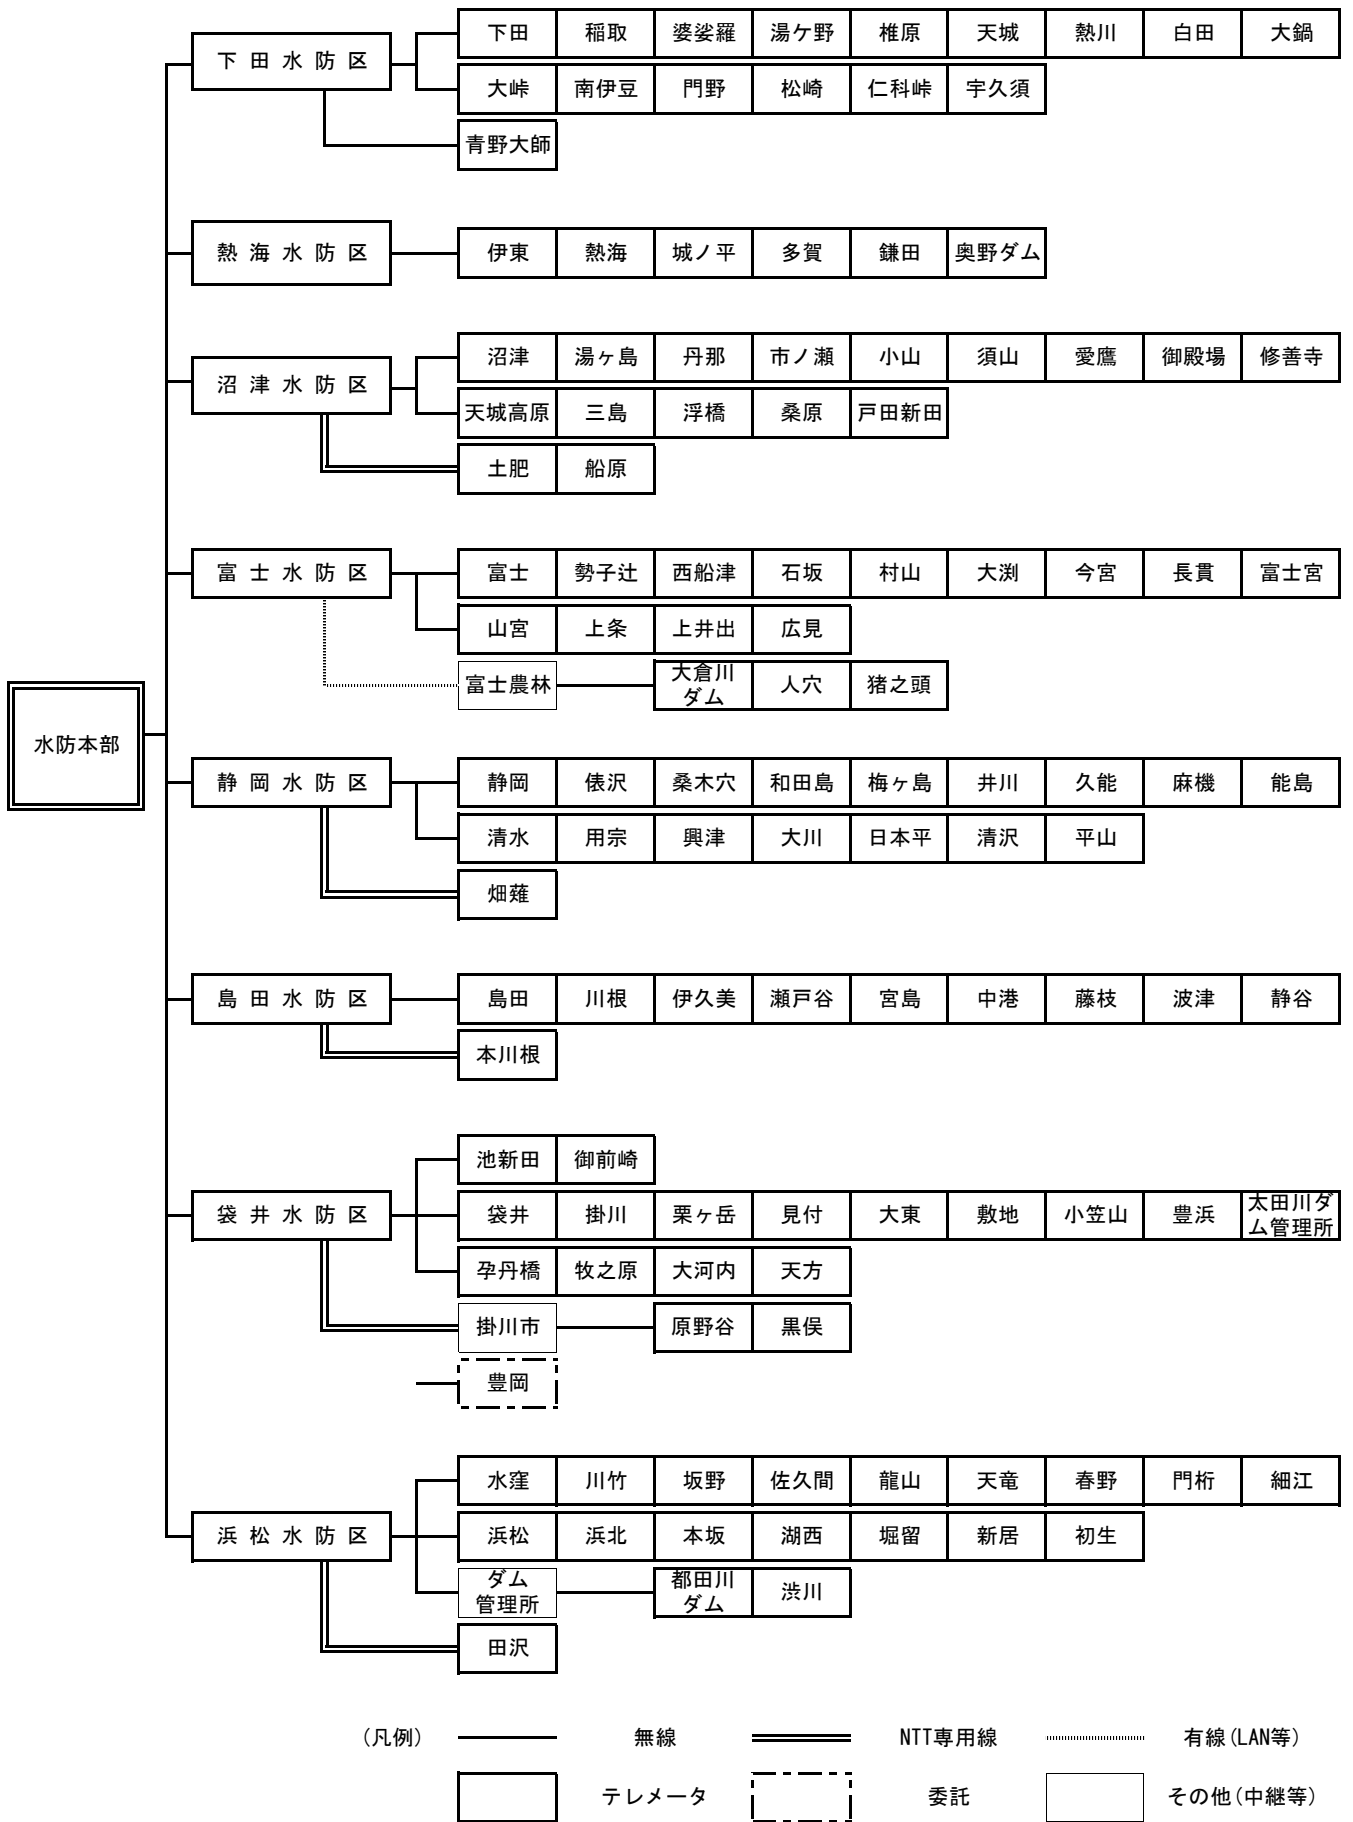 下田 稲取 婆娑羅 湯ケ野 椎原 天城 熱川 白田 大鍋
下田水防区
大峠 南伊豆 門野 松崎 仁科峠 宇久須
青野大師
熱海水防区 伊東 熱海 城ノ平 多賀 鎌田 奥野ダム
沼津 湯ヶ島 丹那 市ノ瀬 小山 須山 愛鷹 御殿場 修善寺
沼津水防区
天城高原 三島 浮橋 桑原 戸田新田
土肥 船原
富士水防区 富士 勢子辻 西船津 石坂 村山 大渕 今宮 長貫 富士宮
山宮 上条 上井出 広見
富士農林 大倉川ダム 人穴 猪之頭
水防本部
静岡水防区 静岡 俵沢 桑木穴 和田島 梅ヶ島 井川 久能 麻機 能島
清水 用宗 興津 大川 日本平 清沢 平山
畑薙
島田水防区 島田 川根 伊久美 瀬戸谷 宮島 中港 藤枝 波津 静谷
本川根
池新田 御前崎
袋井水防区 袋井 掛川 栗ヶ岳 見付 大東 敷地 小笠山 豊浜 太田川ダム管理所
孕丹橋 牧之原 大河内 天方
掛川市 原野谷 黒俣
豊岡
水窪 川竹 坂野 佐久間 龍山 天竜 春野 門桁 細江
浜松水防区 浜松 浜北 本坂 湖西 堀留 新居 初生
ダム管理所 都田川ダム 渋川
田沢
(凡例) 無線 NTT専用線 有線(LAN等)
テレメータ 委託 その他(中継等)